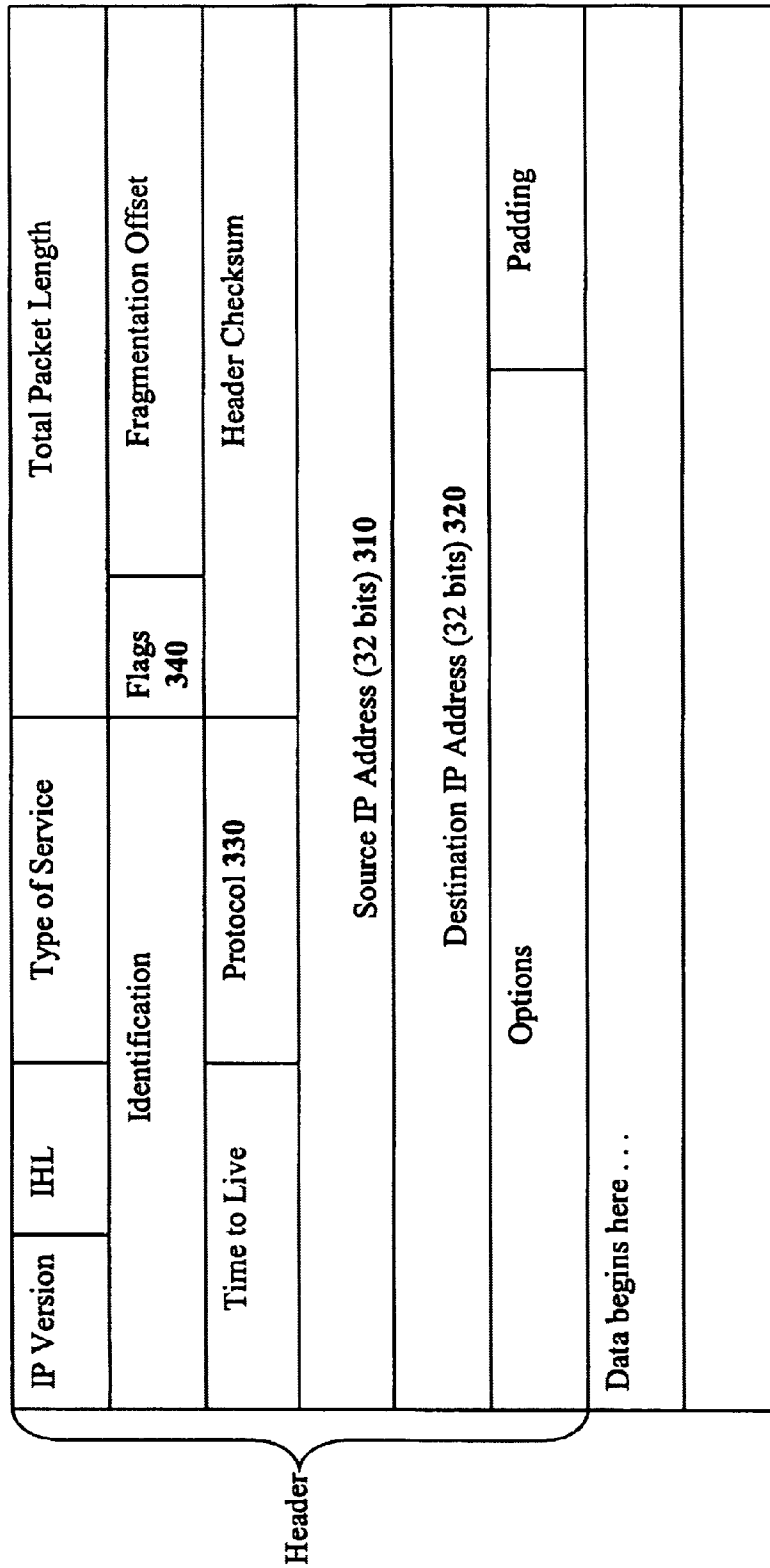 Header
IP Version
IHL
Type of Service
Total Packet Length
Identification
Flags
340
Fragmentation Offset
Time to Live
Protocol 330
Header Checksum
Source IP Address (32 bits) 310
Destination IP Address (32 bits) 320
Options
Padding
Data begins here . . .